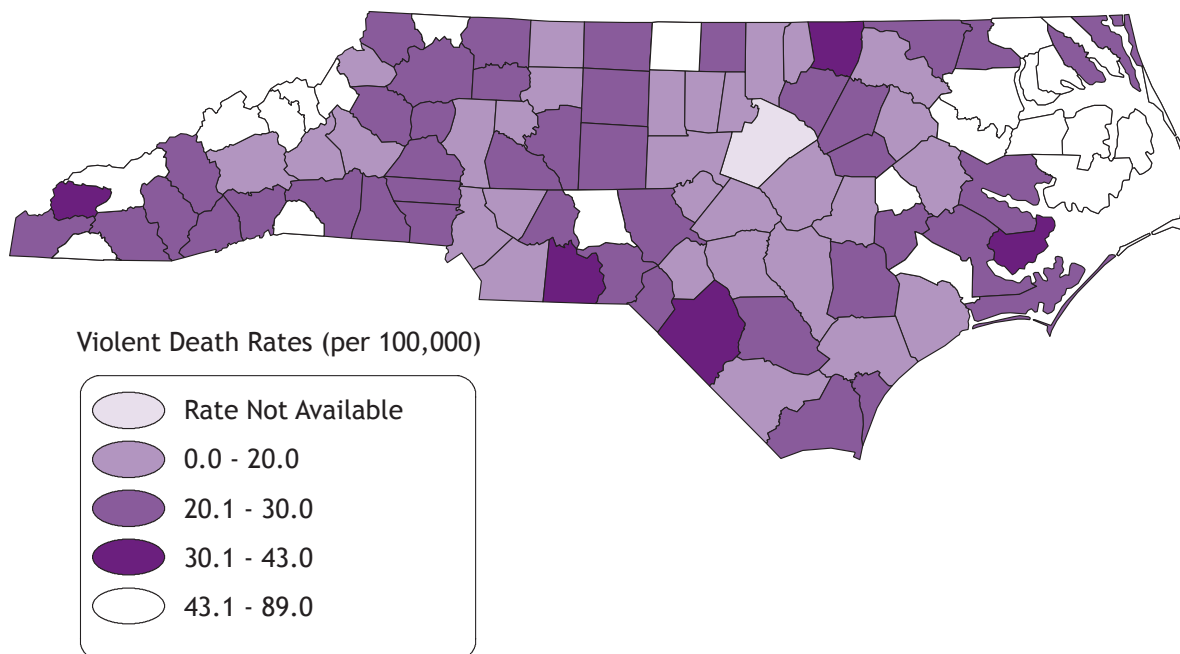 Violent Death Rates (per 100,000)
Rate Not Available
0.0 - 20.0
20.1 - 30.0
30.1 - 43.0
43.1 - 89.0